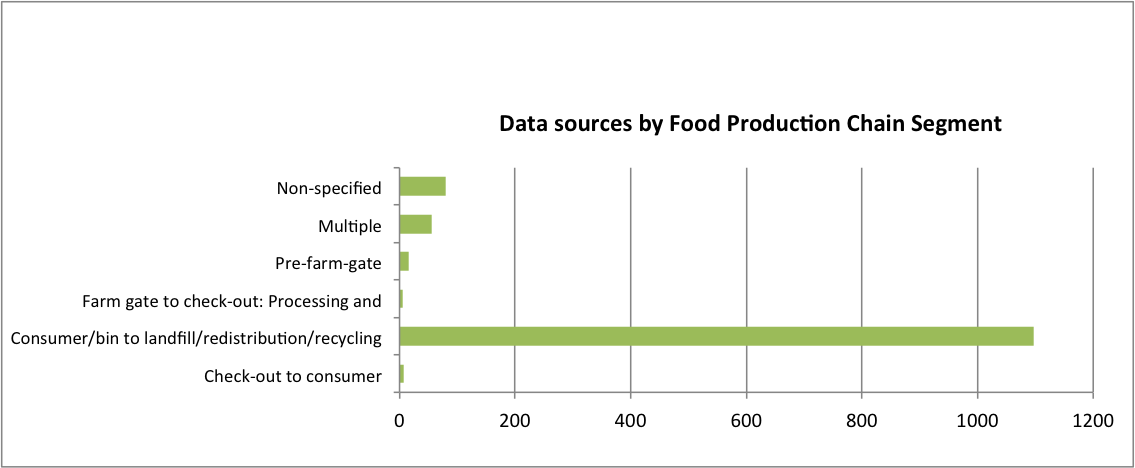 Data sources by Food Production Chain Segment
Non-specified
Multiple
Pre-farm-gate
Farm gate to check-out: Processing and
Consumer/bin to landfill/redistribution/recycling
Check-out to consumer
0 200 400 600 800 1000 1200